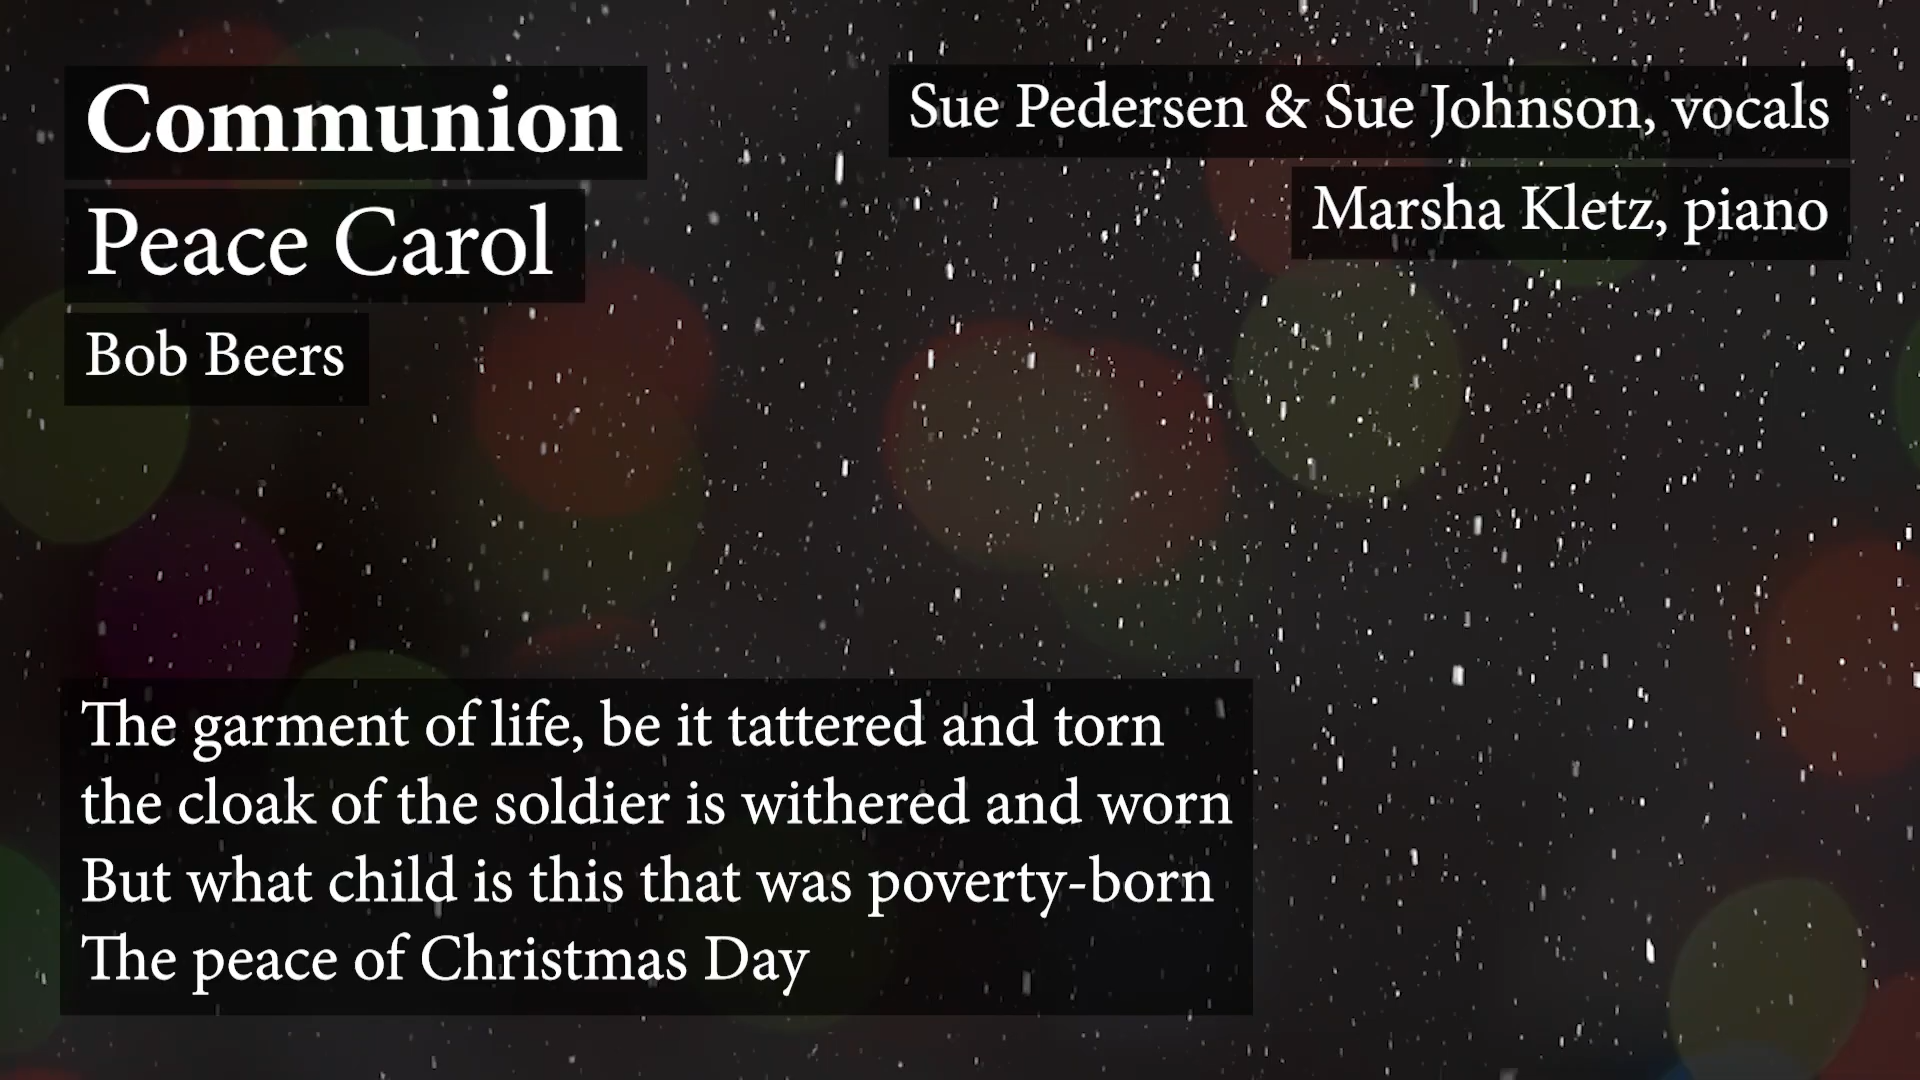 Communion
Peace Carol
Bob Beers
Sue Pedersen & Sue Johnson, vocals
Marsha Kletz, piano
The garment of life, be it tattered and torn
the cloak of the soldier is withered and worn
But what child is this that was poverty-born
The peace of Christmas Day